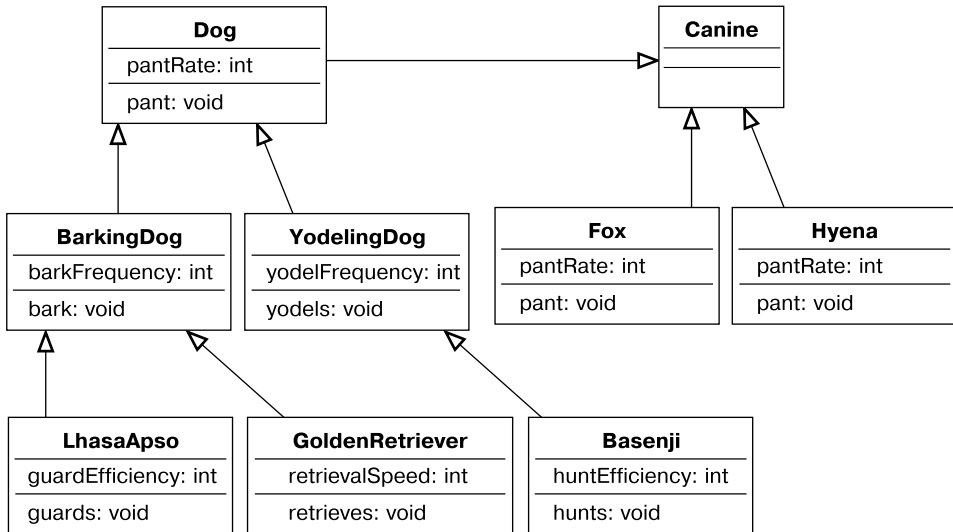 Dog
pantRate: int
pant: void
Canine
BarkingDog
barkFrequency: int
bark: void
YodelingDog
yodelFrequency: int
yodels: void
Fox
pantRate: int
pant: void
Hyena
pantRate: int
pant: void
LhasaApso
guardEfficiency: int
guards: void
GoldenRetriever
retrievalSpeed: int
retrieves: void
Basenji
huntEfficiency: int
hunts: void